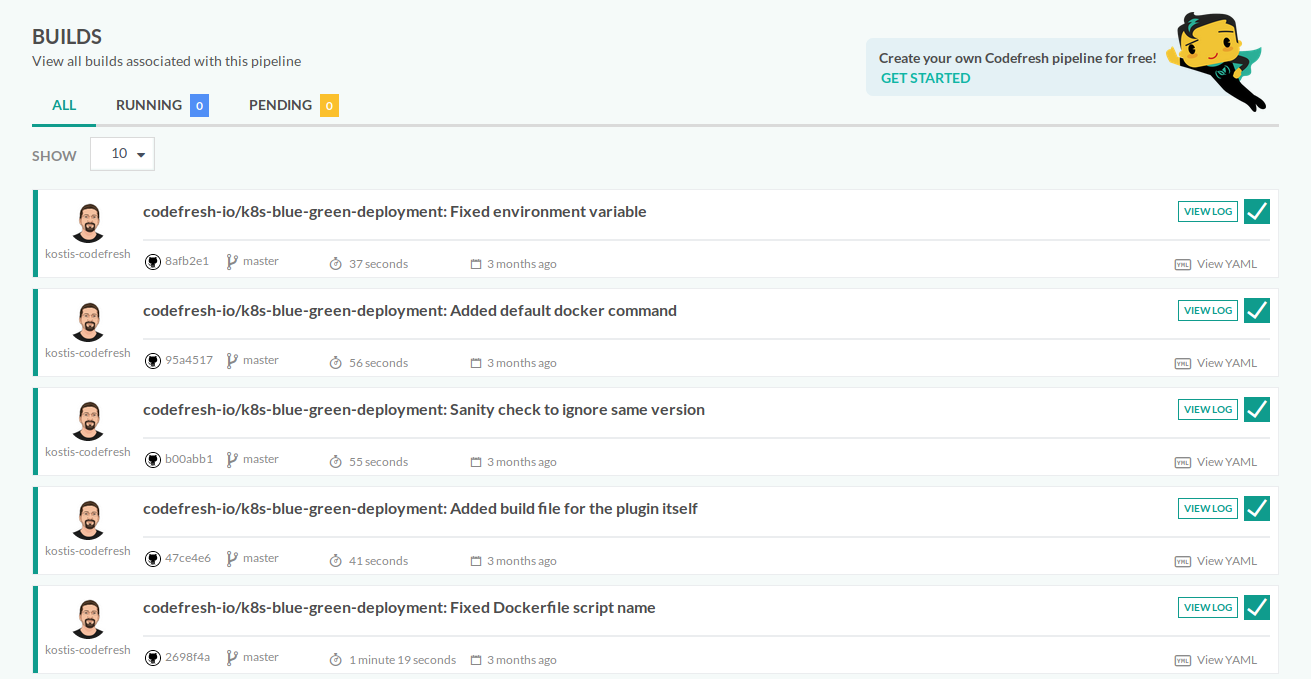 BUILDS
View all builds associated with this pipeline
Create your own Codefresh pipeline for free!
GET STARTED
ALL RUNNING 0 PENDING 0
SHOW 10
codefresh-io/k8s-blue-green-deployment: Fixed environment variable VIEW LOG
kostis-codefresh 8afb2e1 master 37 seconds 3 months ago YML View YAML
codefresh-io/k8s-blue-green-deployment: Added default docker command VIEW LOG
kostis-codefresh 95a4517 master 56 seconds 3 months ago YML View YAML
codefresh-io/k8s-blue-green-deployment: Sanity check to ignore same version VIEW LOG
kostis-codefresh b00abb1 master 55 seconds 3 months ago YML View YAML
codefresh-io/k8s-blue-green-deployment: Added build file for the plugin itself VIEW LOG
kostis-codefresh 47ce4e6 master 41 seconds 3 months ago YML View YAML
codefresh-io/k8s-blue-green-deployment: Fixed Dockerfile script name VIEW LOG
kostis-codefresh 2698f4a master 1 minute 19 seconds 3 months ago YML View YAML